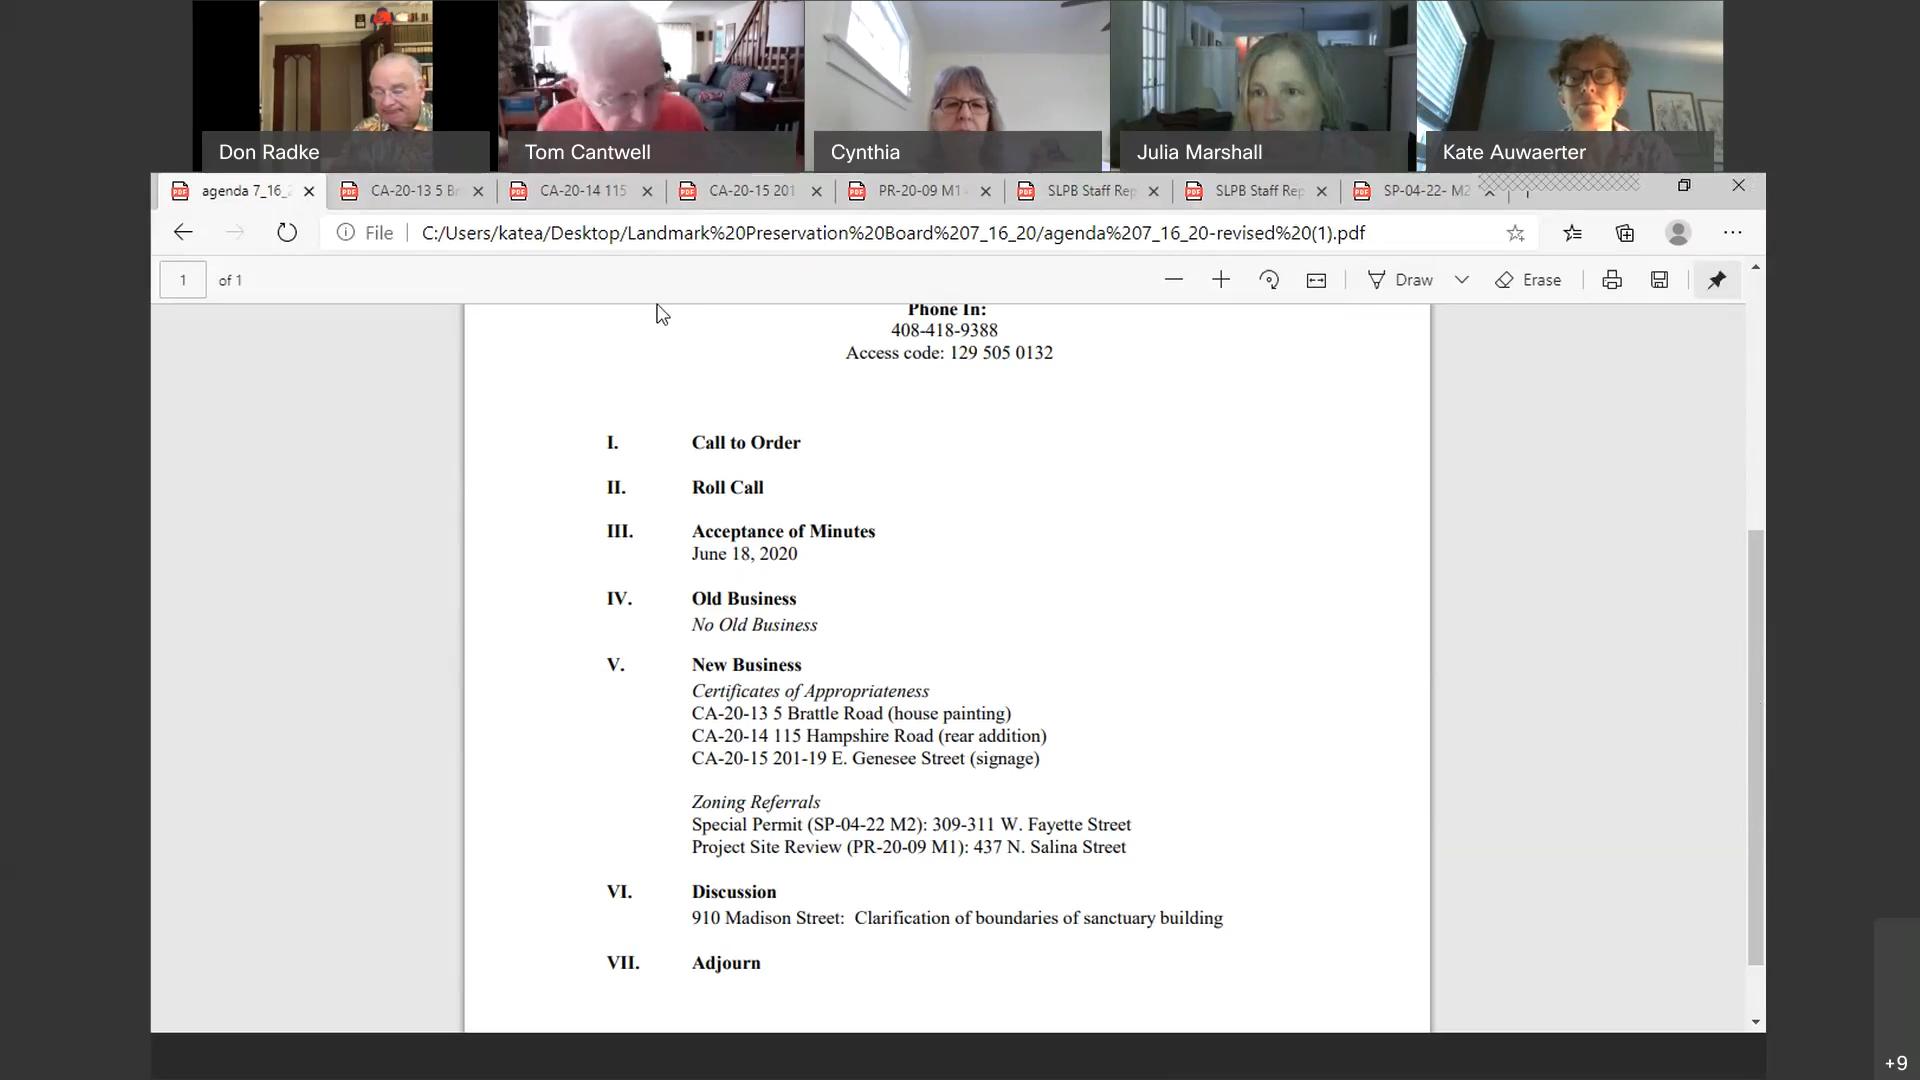 Don Radke
Tom Cantwell
Cynthia
Julia Marshall
Kate Auwaerter
agenda 7_16_2
CA-20-13 5 Br
CA-20-14 115
CA-20-15 201
PR-20-09 M1
SLPB Staff Rep
SLPB Staff Rep
SP-04-22- M2
File
C:/Users/katea/Desktop/Landmark%20Preservation%20Board%207_16_20/agenda%207_16_20-revised%20(1).pdf
1 of 1
Draw
Erase
Phone In:
408-418-9388
Access code: 129 505 0132
I. Call to Order
II. Roll Call
III. Acceptance of Minutes
June 18, 2020
IV. Old Business
No Old Business
V. New Business
Certificates of Appropriateness
CA-20-13 5 Brattle Road (house painting)
CA-20-14 115 Hampshire Road (rear addition)
CA-20-15 201-19 E. Genesee Street (signage)
Zoning Referrals
Special Permit (SP-04-22 M2): 309-311 W. Fayette Street
Project Site Review (PR-20-09 M1): 437 N. Salina Street
VI. Discussion
910 Madison Street: Clarification of boundaries of sanctuary building
VII. Adjourn
+9